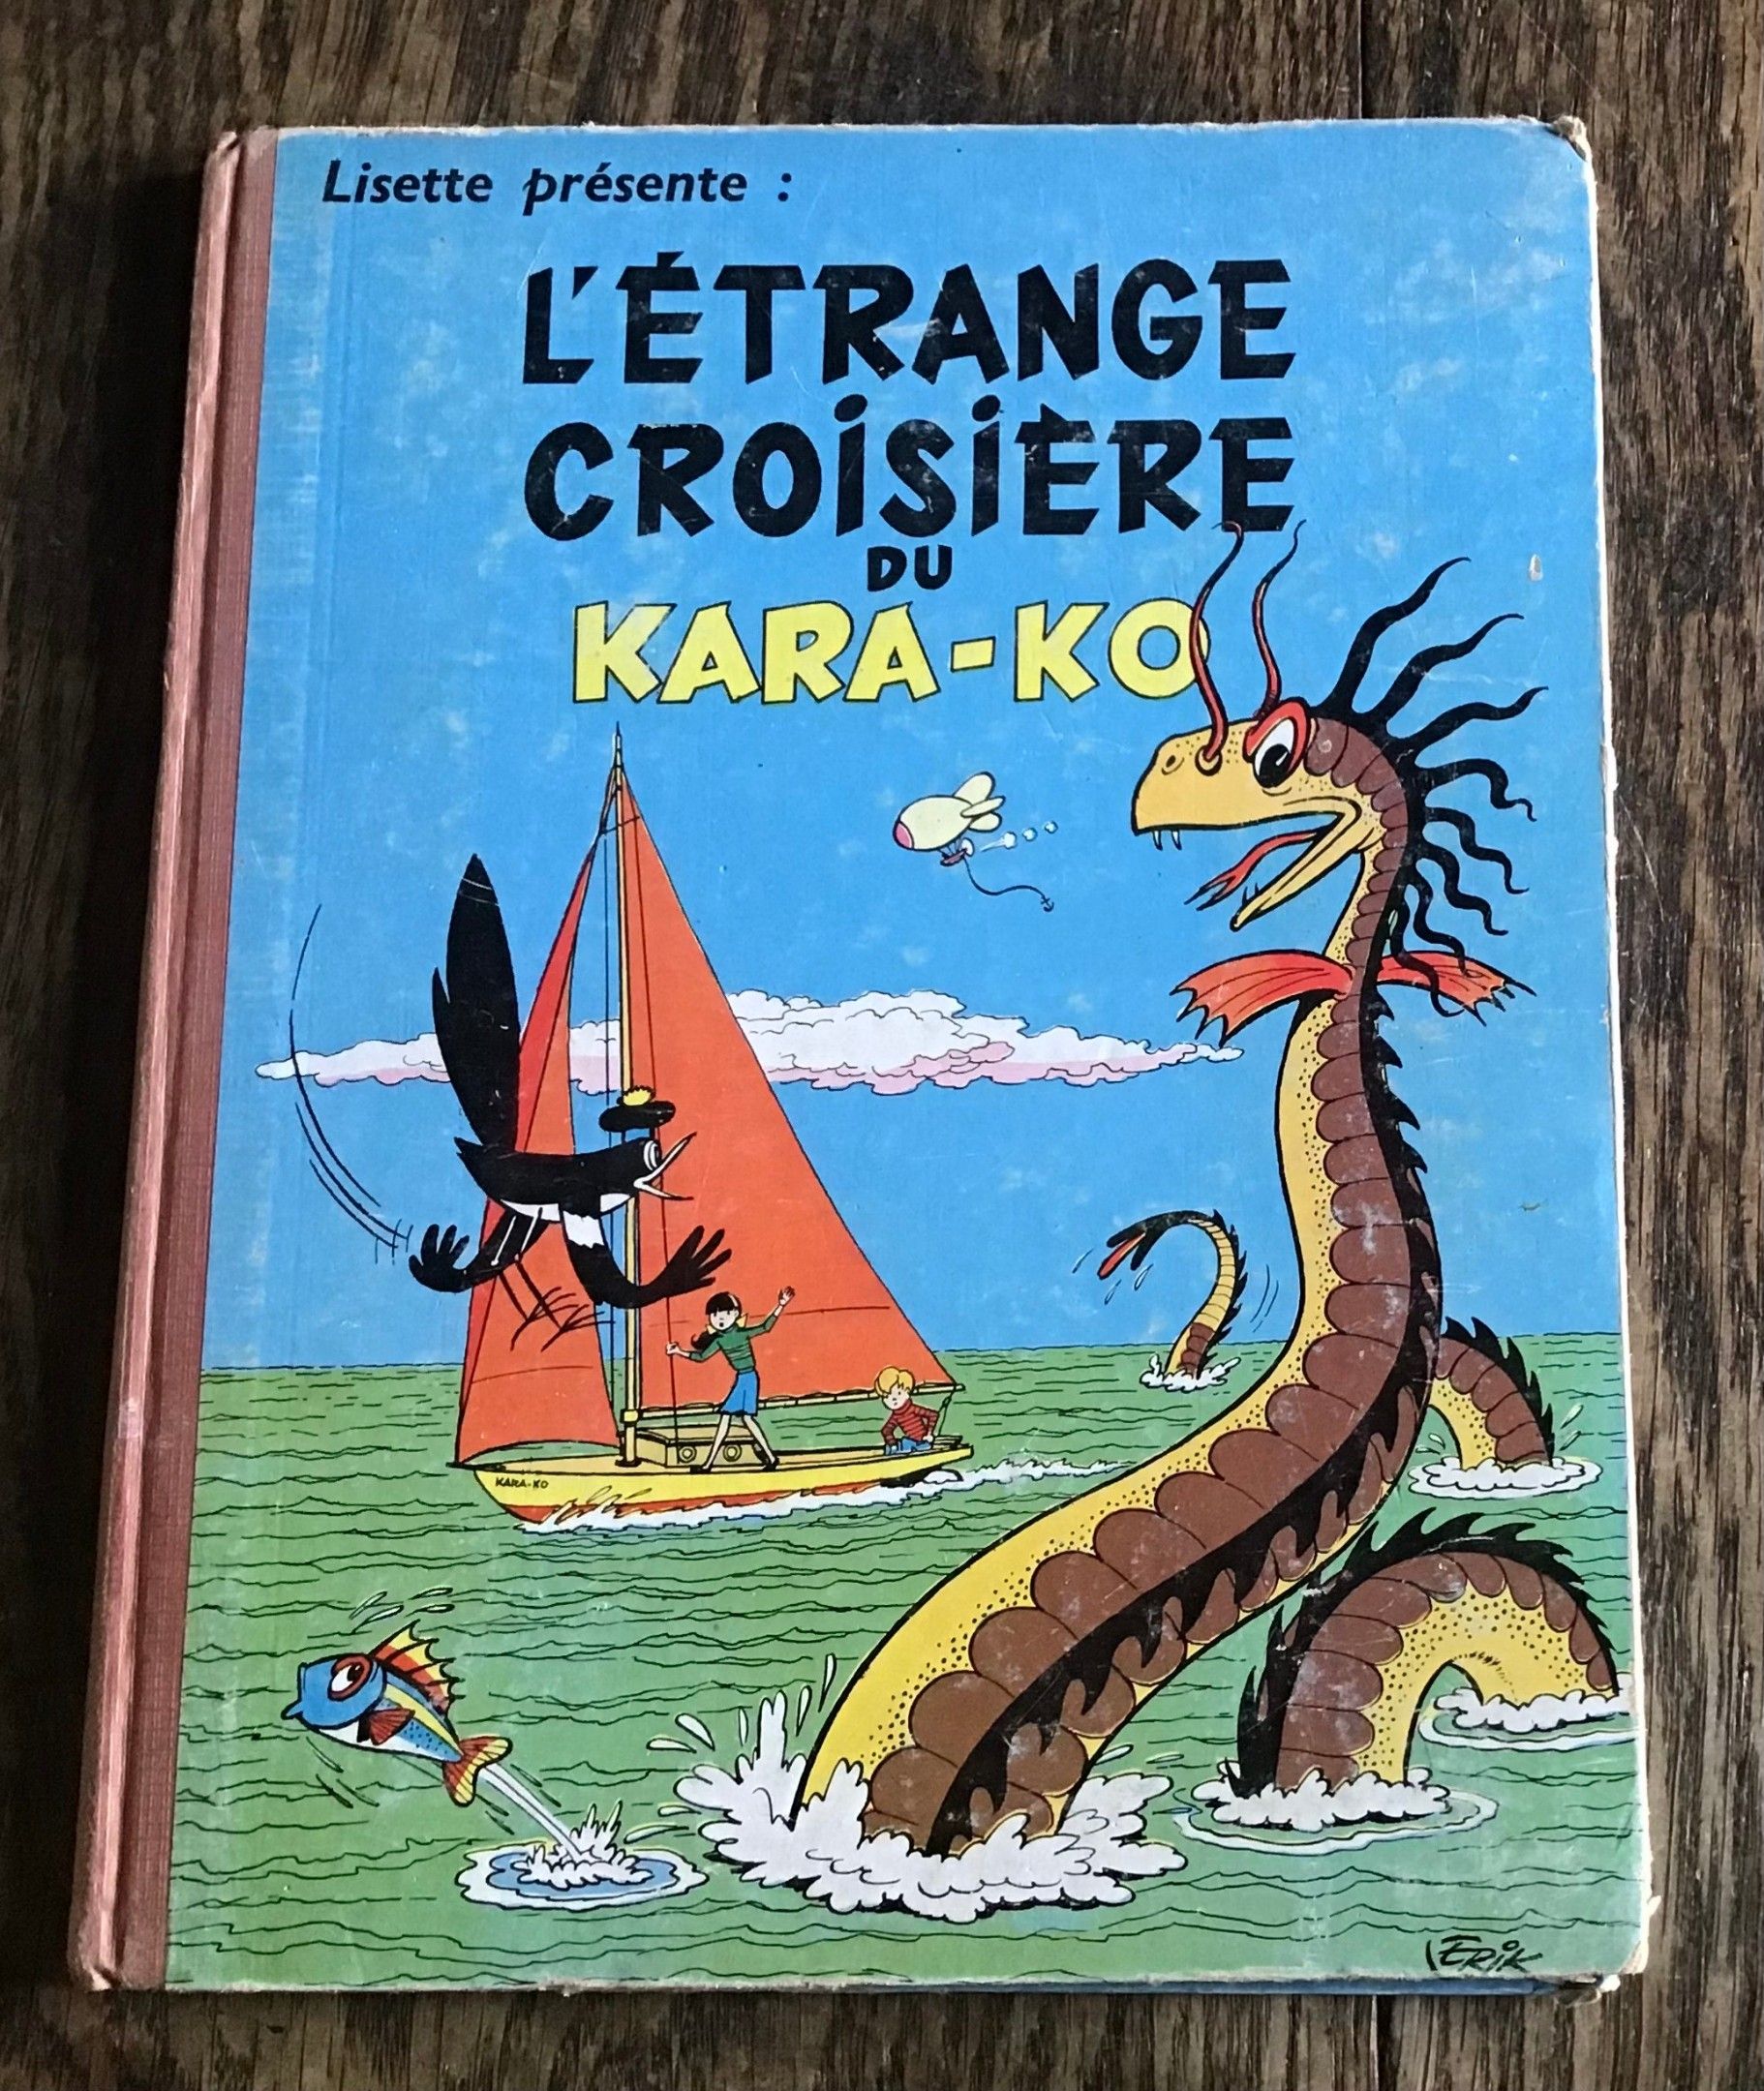 Lisette présente :
L'ÉTRANGE
CROISIÈRE
DU
KARA-KO
KARA-KO
ERIK